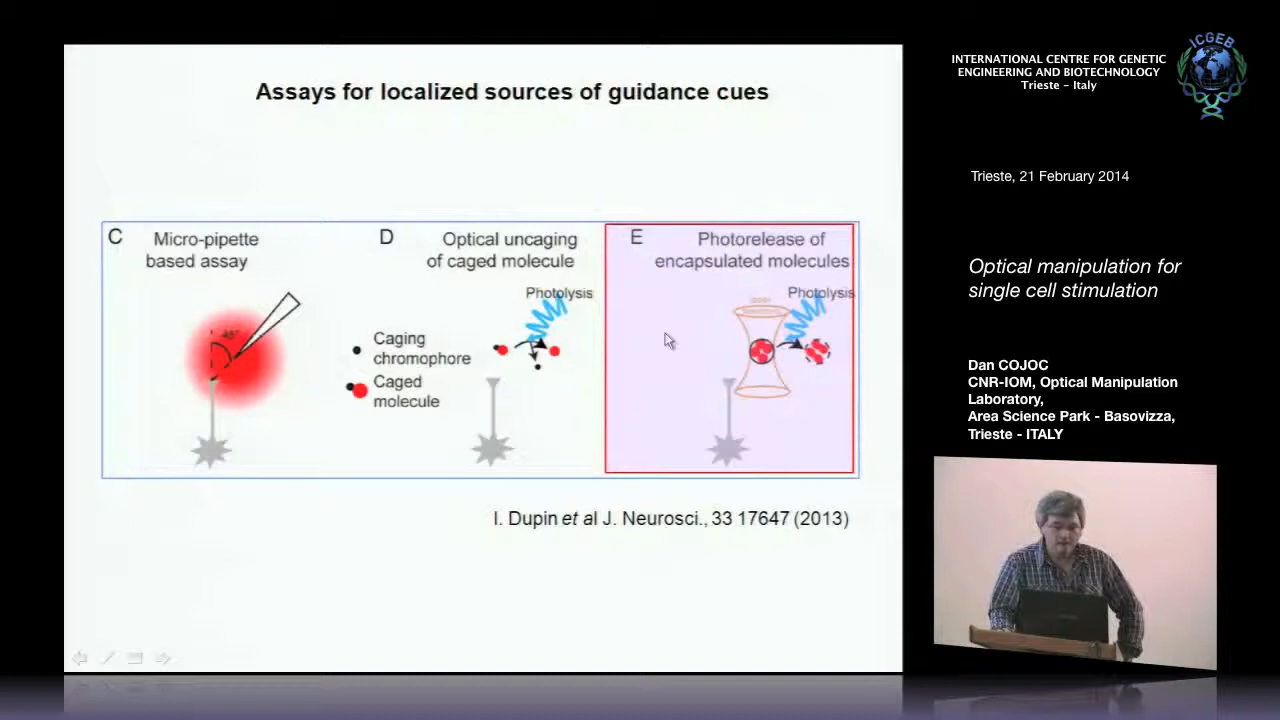 Assays for localized sources of guidance cues
C
Micro-pipette
based assay
45°
D
Optical uncaging
of caged molecule
Photolysis
Caging
chromophore
Caged
molecule
E
Photorelease of
encapsulated molecules
Photolysis
I. Dupin et al J. Neurosci., 33 17647 (2013)
INTERNATIONAL CENTRE FOR GENETIC
ENGINEERING AND BIOTECHNOLOGY
Trieste - Italy
ICGEB
Trieste, 21 February 2014
Optical manipulation for
single cell stimulation
Dan COJOC
CNR-IOM, Optical Manipulation
Laboratory,
Area Science Park - Basovizza,
Trieste - ITALY